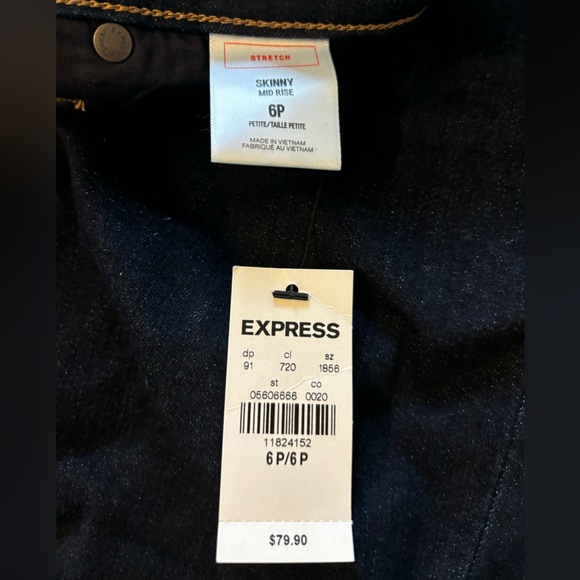 STRETCH
SKINNY
MID RISE
6P
PETITE/TAILLE PETITE
MADE IN VIETNAM
FABRIQUÉ AU VIETNAM
EXPRESS
dp cl sz
91 720 1856
st co
05606666 0020
11824152
6 P/6 P
$79.90